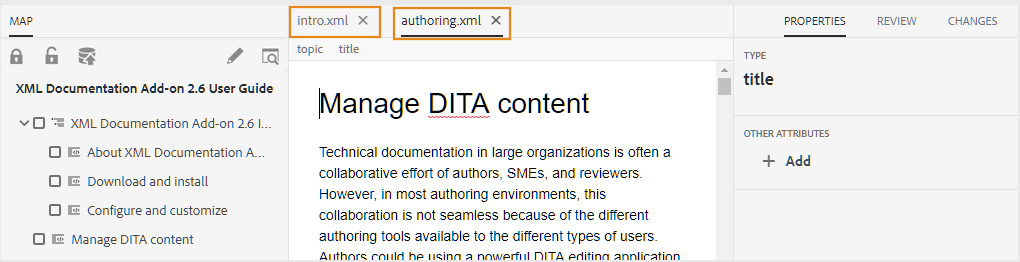 MAP
intro.xml
authoring.xml
PROPERTIES
REVIEW
CHANGES
topic title
XML Documentation Add-on 2.6 User Guide
XML Documentation Add-on 2.6 I...
About XML Documentation A...
Download and install
Configure and customize
Manage DITA content
Manage DITA content
Technical documentation in large organizations is often a
collaborative effort of authors, SMEs, and reviewers.
However, in most authoring environments, this
collaboration is not seamless because of the different
authoring tools available to the different types of users.
Authors could be using a powerful DITA editing application
TYPE
title
OTHER ATTRIBUTES
+ Add